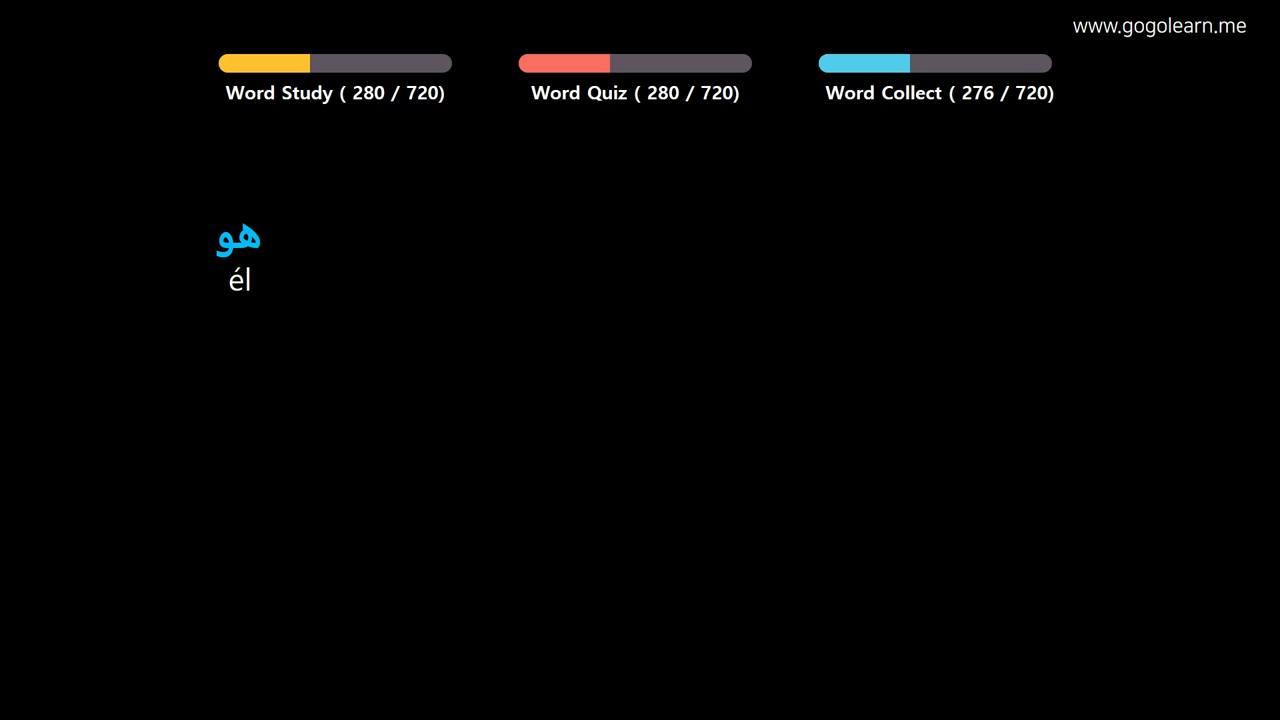 www.gogolearn.me
Word Study ( 280 / 720)
Word Quiz ( 280 / 720)
Word Collect ( 276 / 720)
هو
él